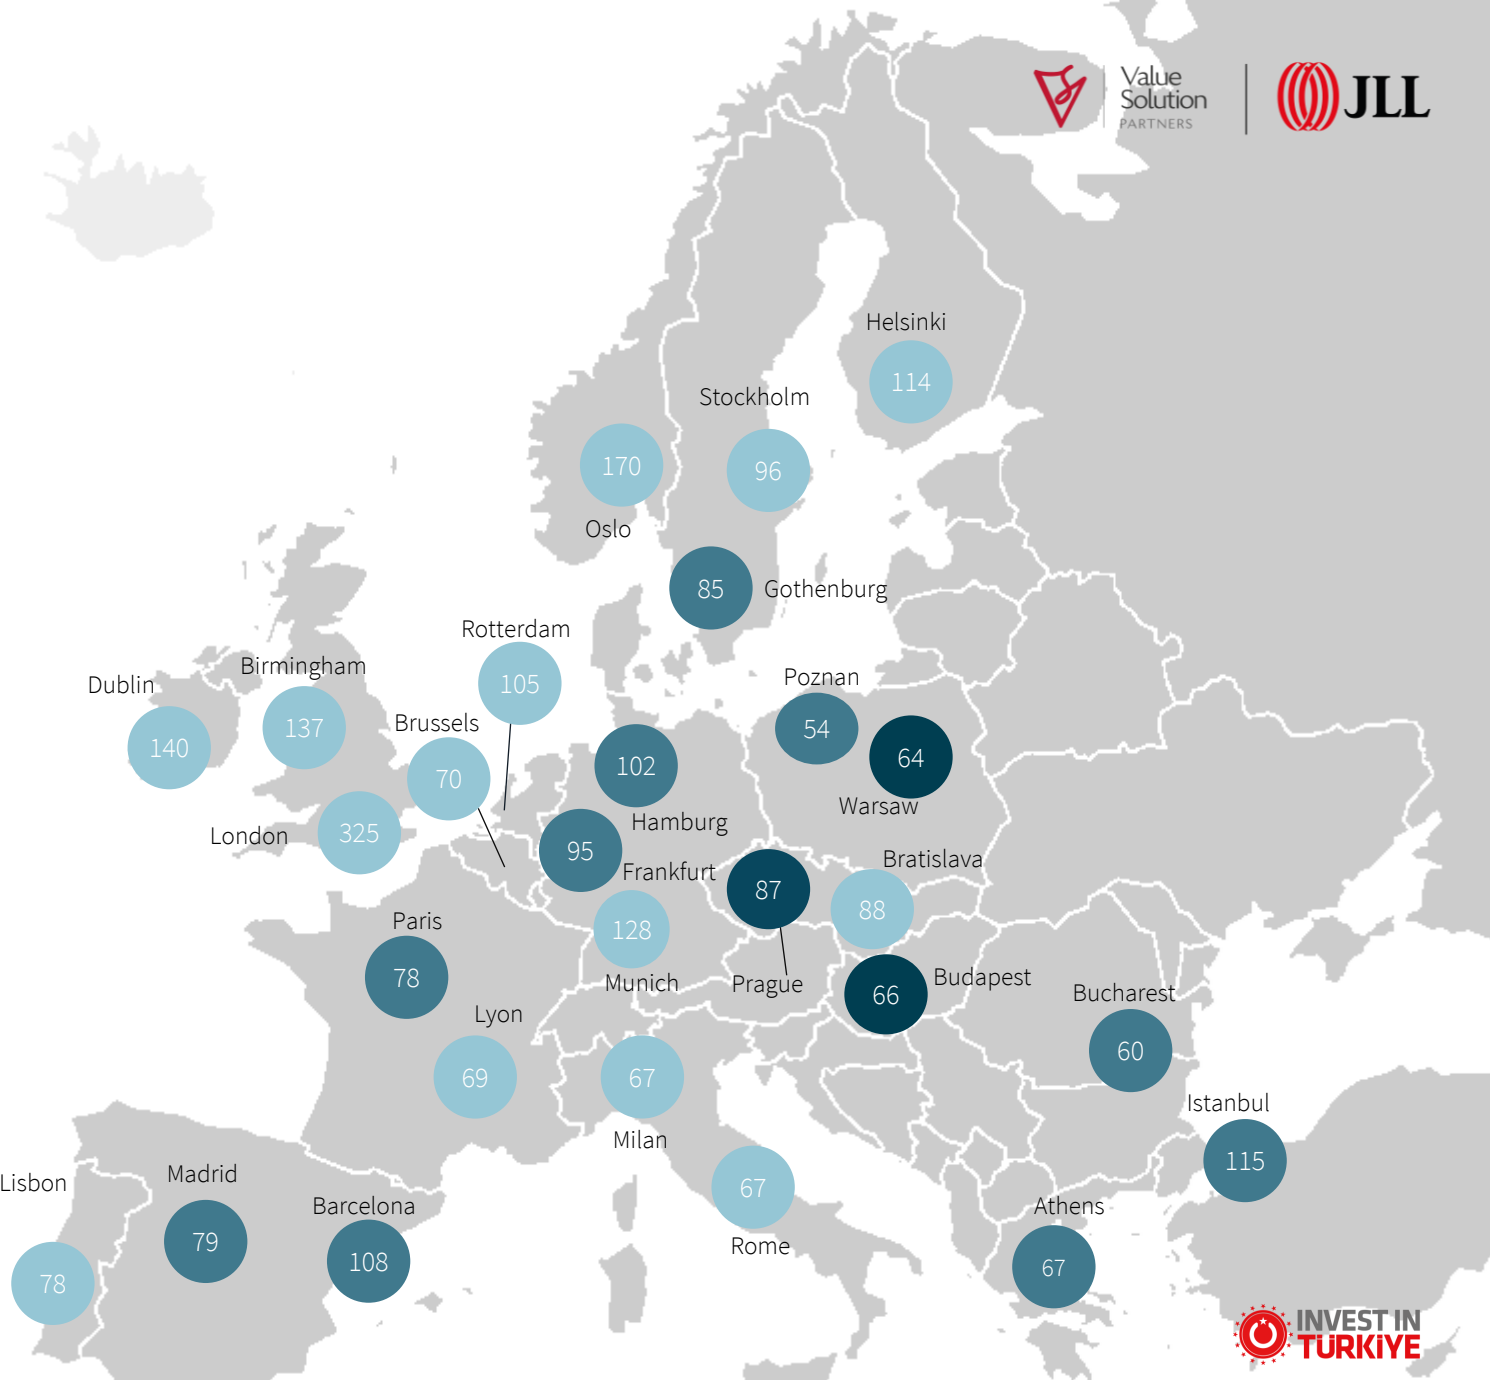 Value
Solution
PARTNERS
JLL
Helsinki
114
Stockholm
96
170
Oslo
85
Gothenburg
Rotterdam
105
Dublin
140
Birmingham
137
Brussels
70
Poznan
54
64
Warsaw
102
Hamburg
London
325
95
Frankfurt
87
Prague
Bratislava
88
128
Munich
Paris
78
66
Budapest
Lyon
69
Bucharest
60
67
Milan
Istanbul
115
Lisbon
78
Madrid
79
Barcelona
108
67
Rome
Athens
67
INVEST IN
TÜRKİYE